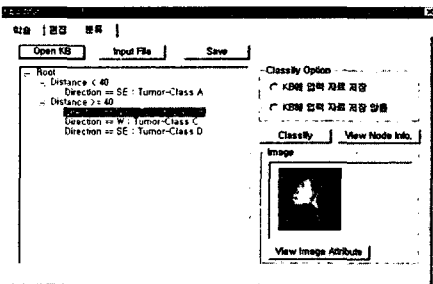 학습 편집 분류
Open KB Input File Save
Root
Distance < 40
Direction == SE : Tumor-Class A
Distance >= 40
Direction == W : Tumor-Class C
Direction == SE : Tumor-Class D
Classify Option
KB에 입력 자료 저장
KB에 입력 자료 저장 않음
Classify View Node Info.
Image
View Image Attribute